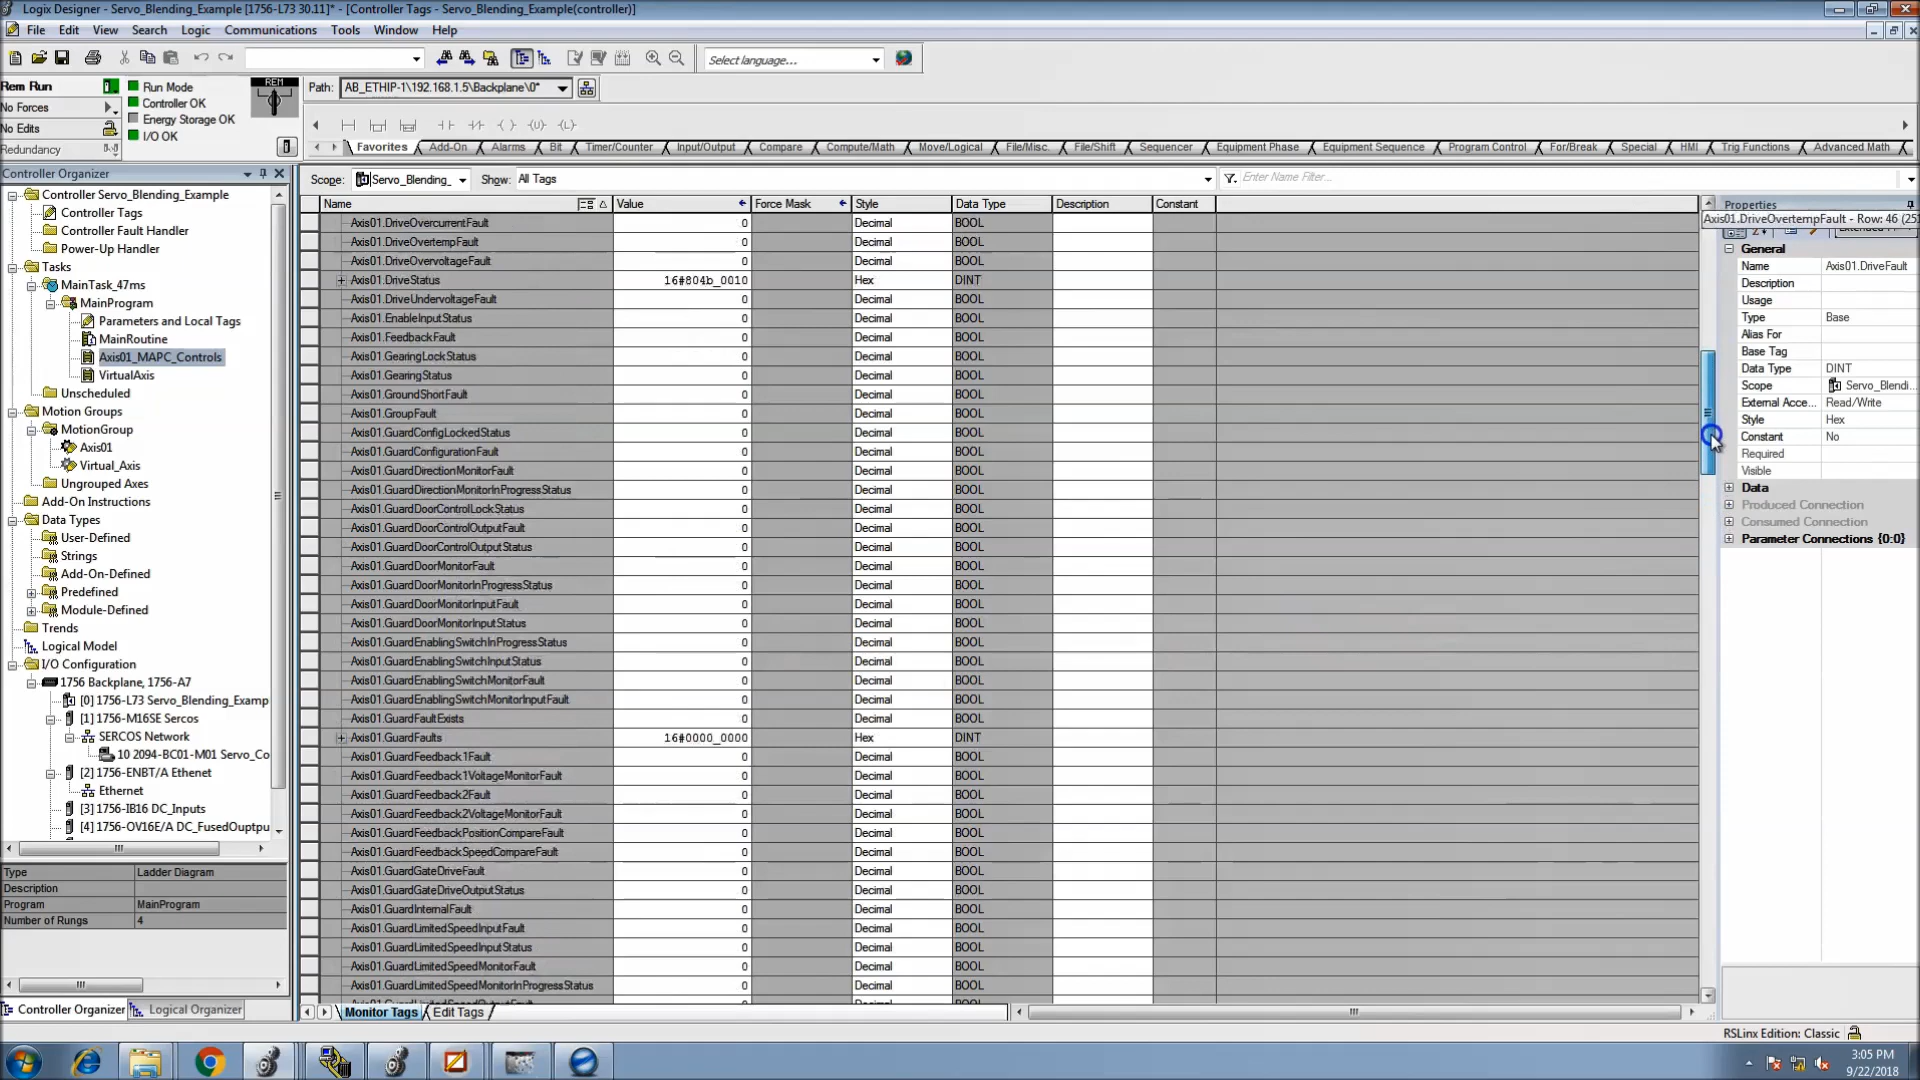 Logix Designer - Servo_Blending_Example [1756-L73 30.11]* - [Controller Tags - Servo_Blending_Example(controller)]
File Edit View Search Logic Communications Tools Window Help
Select language...
Rem Run
Run Mode
No Forces
Controller OK
Energy Storage OK
No Edits
I/O OK
Redundancy
REM
Path: AB_ETHIP-1\192.168.1.5\Backplane\0*
Favorites Add-On Alarms Bit Timer/Counter Input/Output Compare Compute/Math Move/Logical File/Misc. File/Shift Sequencer Equipment Phase Equipment Sequence Program Control For/Break Special HMI Trig Functions Advanced Math
Controller Organizer
Controller Servo_Blending_Example
Controller Tags
Controller Fault Handler
Power-Up Handler
Tasks
MainTask_47ms
MainProgram
Parameters and Local Tags
MainRoutine
Axis01_MAPC_Controls
VirtualAxis
Unscheduled
Motion Groups
MotionGroup
Axis01
Virtual_Axis
Ungrouped Axes
Add-On Instructions
Data Types
User-Defined
Strings
Add-On-Defined
Predefined
Module-Defined
Trends
Logical Model
I/O Configuration
1756 Backplane, 1756-A7
[0] 1756-L73 Servo_Blending_Examp
[1] 1756-M16SE Sercos
SERCOS Network
10 2094-BC01-M01 Servo_Co
[2] 1756-ENBT/A Ethenet
Ethernet
[3] 1756-IB16 DC_Inputs
[4] 1756-OV16E/A DC_FusedOuptpu
Type Ladder Diagram
Description
Program MainProgram
Number of Rungs 4
Controller Organizer Logical Organizer
Scope: Servo_Blending_ Show: All Tags Enter Name Filter...
Name Value Force Mask Style Data Type Description Constant
Axis01.DriveOvercurrentFault 0 Decimal BOOL
Axis01.DriveOvertempFault 0 Decimal BOOL
Axis01.DriveOvervoltageFault 0 Decimal BOOL
Axis01.DriveStatus 16#804b_0010 Hex DINT
Axis01.DriveUndervoltageFault 0 Decimal BOOL
Axis01.EnableInputStatus 0 Decimal BOOL
Axis01.FeedbackFault 0 Decimal BOOL
Axis01.GearingLockStatus 0 Decimal BOOL
Axis01.GearingStatus 0 Decimal BOOL
Axis01.GroundShortFault 0 Decimal BOOL
Axis01.GroupFault 0 Decimal BOOL
Axis01.GuardConfigLockedStatus 0 Decimal BOOL
Axis01.GuardConfigurationFault 0 Decimal BOOL
Axis01.GuardDirectionMonitorFault 0 Decimal BOOL
Axis01.GuardDirectionMonitorInProgressStatus 0 Decimal BOOL
Axis01.GuardDoorControlLockStatus 0 Decimal BOOL
Axis01.GuardDoorControlOutputFault 0 Decimal BOOL
Axis01.GuardDoorControlOutputStatus 0 Decimal BOOL
Axis01.GuardDoorMonitorFault 0 Decimal BOOL
Axis01.GuardDoorMonitorInProgressStatus 0 Decimal BOOL
Axis01.GuardDoorMonitorInputFault 0 Decimal BOOL
Axis01.GuardDoorMonitorInputStatus 0 Decimal BOOL
Axis01.GuardEnablingSwitchInProgressStatus 0 Decimal BOOL
Axis01.GuardEnablingSwitchInputStatus 0 Decimal BOOL
Axis01.GuardEnablingSwitchMonitorFault 0 Decimal BOOL
Axis01.GuardEnablingSwitchMonitorInputFault 0 Decimal BOOL
Axis01.GuardFaultExists 0 Decimal BOOL
Axis01.GuardFaults 16#0000_0000 Hex DINT
Axis01.GuardFeedback1Fault 0 Decimal BOOL
Axis01.GuardFeedback1VoltageMonitorFault 0 Decimal BOOL
Axis01.GuardFeedback2Fault 0 Decimal BOOL
Axis01.GuardFeedback2VoltageMonitorFault 0 Decimal BOOL
Axis01.GuardFeedbackPositionCompareFault 0 Decimal BOOL
Axis01.GuardFeedbackSpeedCompareFault 0 Decimal BOOL
Axis01.GuardGateDriveFault 0 Decimal BOOL
Axis01.GuardGateDriveOutputStatus 0 Decimal BOOL
Axis01.GuardInternalFault 0 Decimal BOOL
Axis01.GuardLimitedSpeedInputFault 0 Decimal BOOL
Axis01.GuardLimitedSpeedInputStatus 0 Decimal BOOL
Axis01.GuardLimitedSpeedMonitorFault 0 Decimal BOOL
Axis01.GuardLimitedSpeedMonitorInProgressStatus 0 Decimal BOOL
Monitor Tags Edit Tags
Properties
Axis01.DriveOvertempFault - Row: 46 (25
General
Name Axis01.DriveFault
Description
Usage
Type Base
Alias For
Base Tag
Data Type DINT
Scope Servo_Blendi...
External Acce... Read/Write
Style Hex
Constant No
Required
Visible
Data
Produced Connection
Consumed Connection
Parameter Connections {0:0}
RSLinx Edition: Classic
3:05 PM
9/22/2018